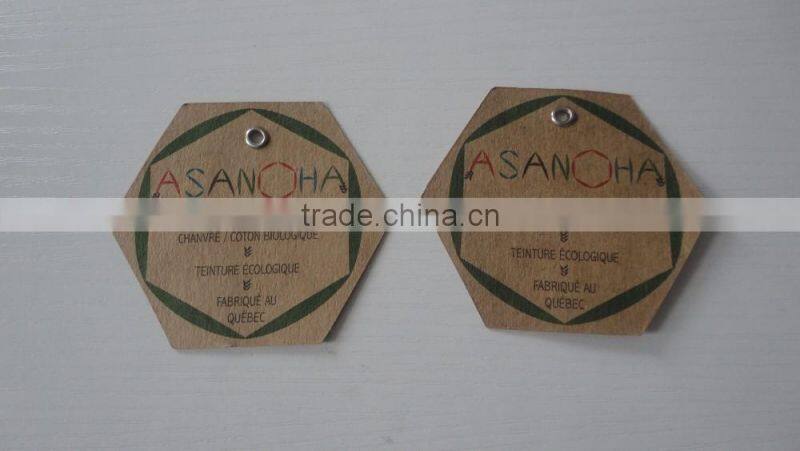 ASANOHA
CHANVRE / COTON BIOLOGIQUE
TEINTURE ÉCOLOGIQUE
FABRIQUÉ AU
QUÉBEC
ASANOHA
TEINTURE ÉCOLOGIQUE
FABRIQUÉ AU
QUÉBEC
trade.china.cn